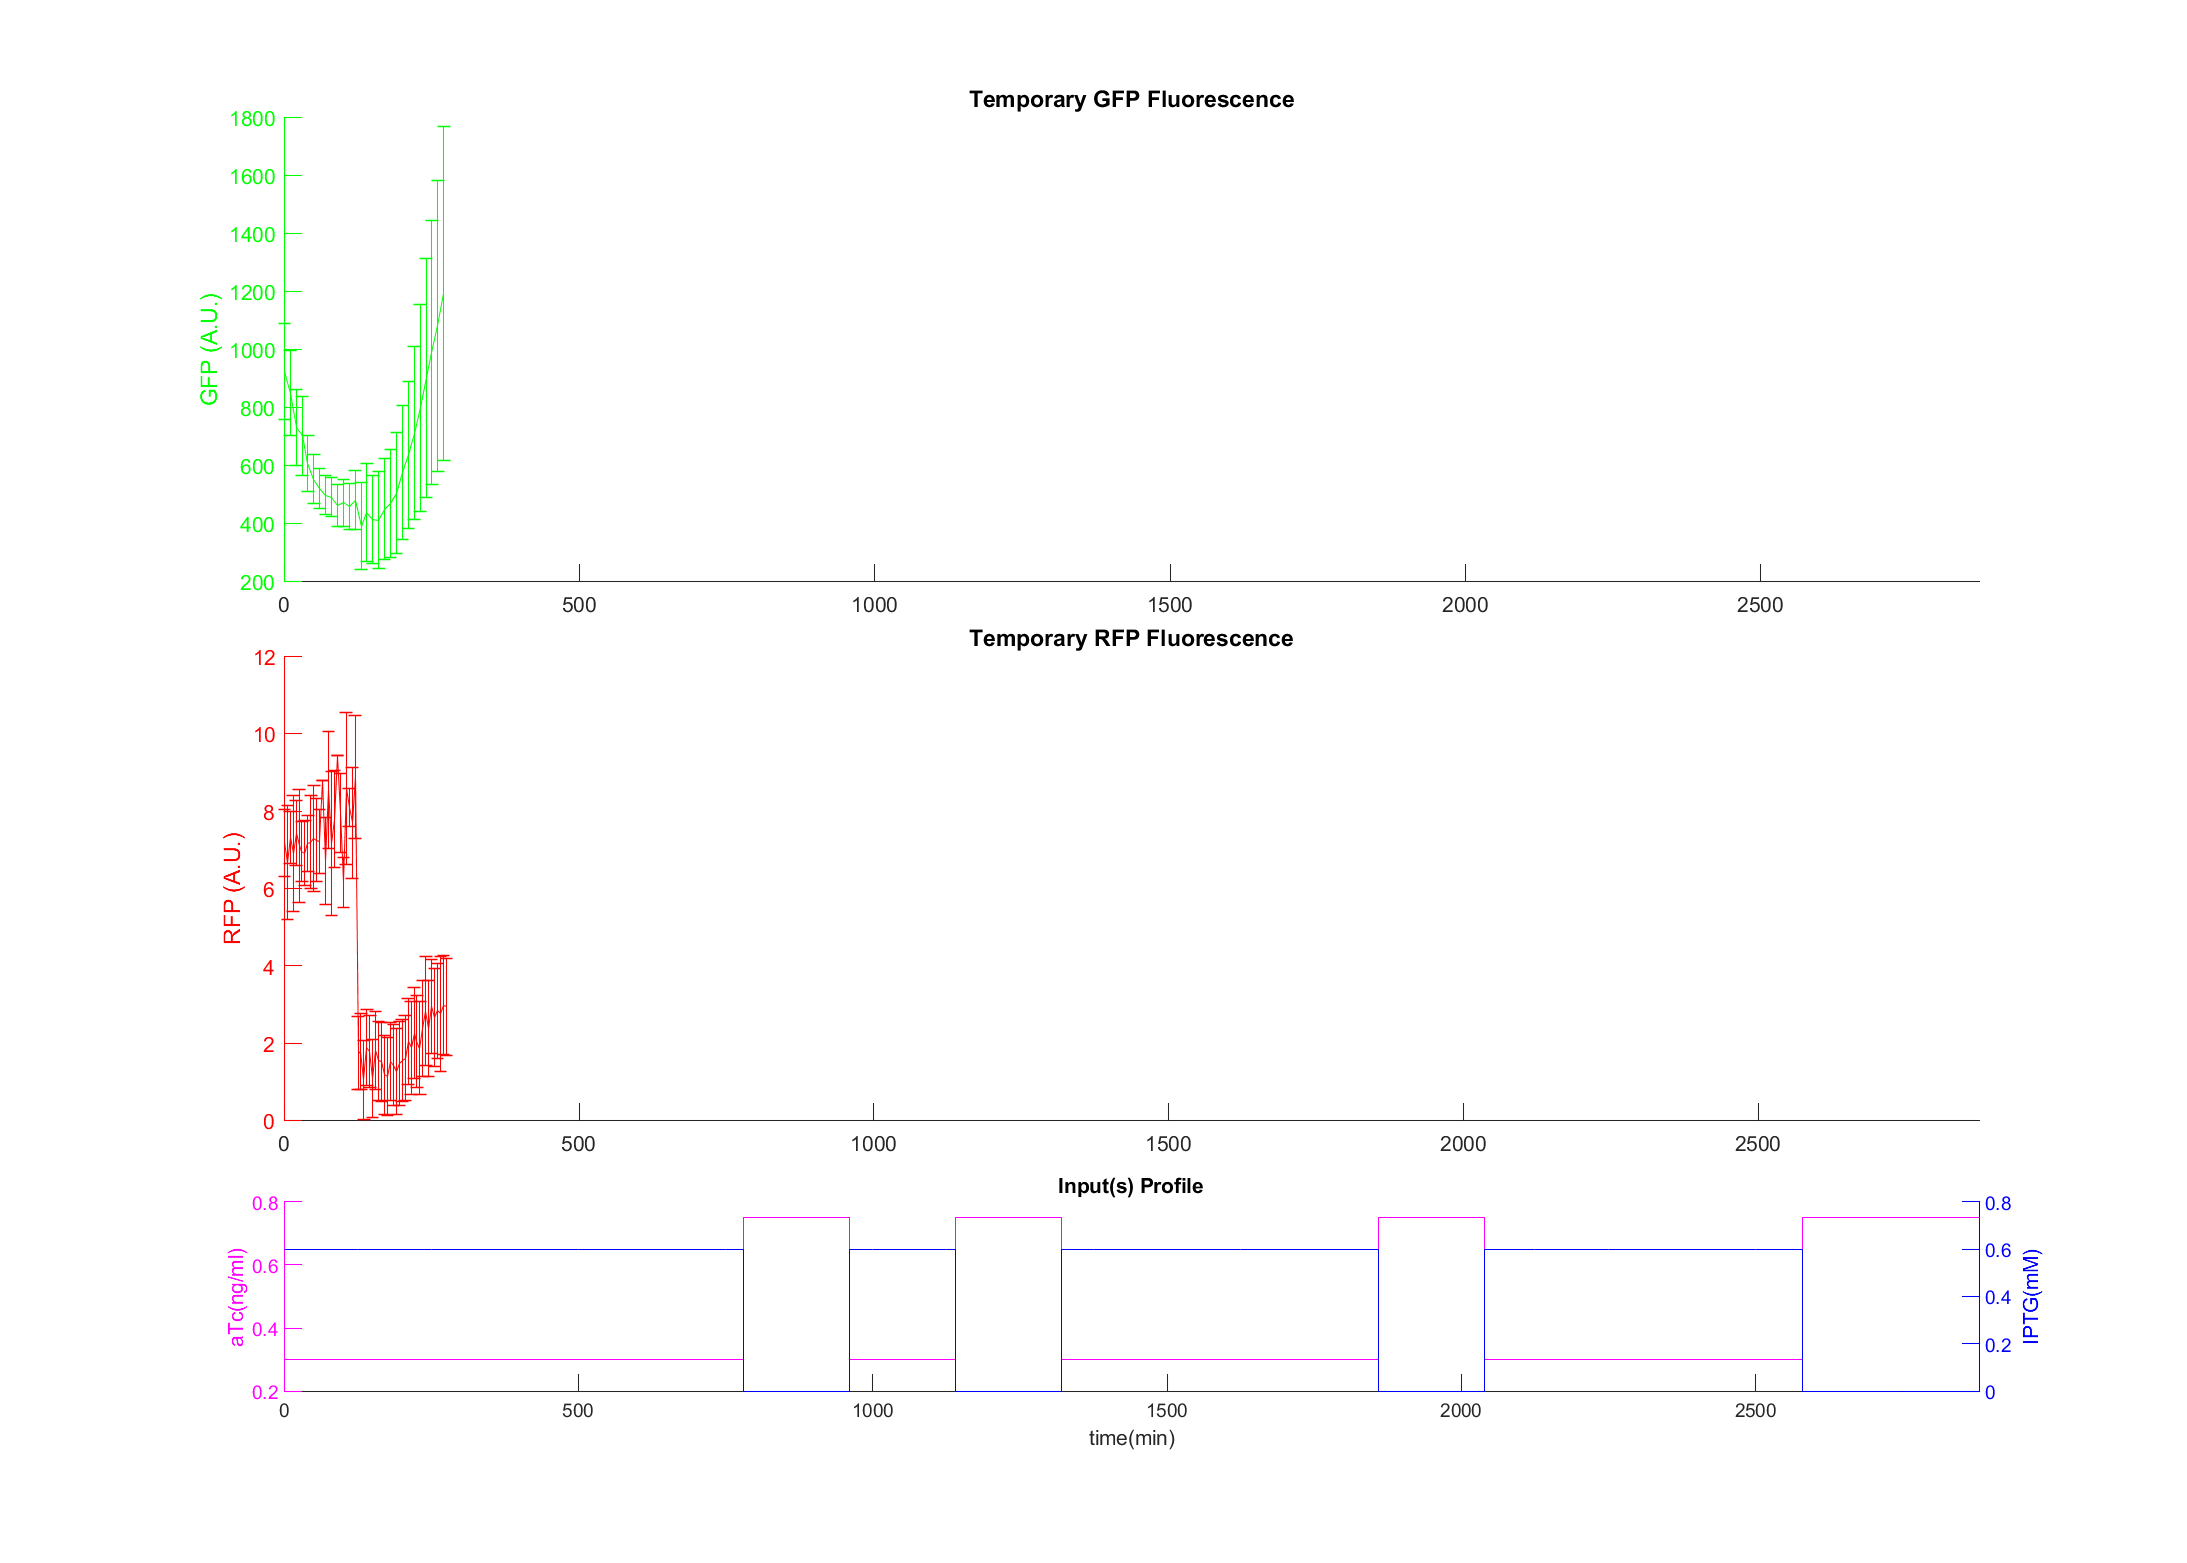 Temporary GFP Fluorescence
1800
1600
1400
1200
1000
800
600
400
200
GFP (A.U.)
0 500 1000 1500 2000 2500
Temporary RFP Fluorescence
12
10
8
6
4
2
0
RFP (A.U.)
0 500 1000 1500 2000 2500
Input(s) Profile
0.8
0.6
0.4
0.2
aTc(ng/ml)
0.8
0.6
0.4
0.2
0
IPTG(mM)
0 500 1000 1500 2000 2500
time(min)